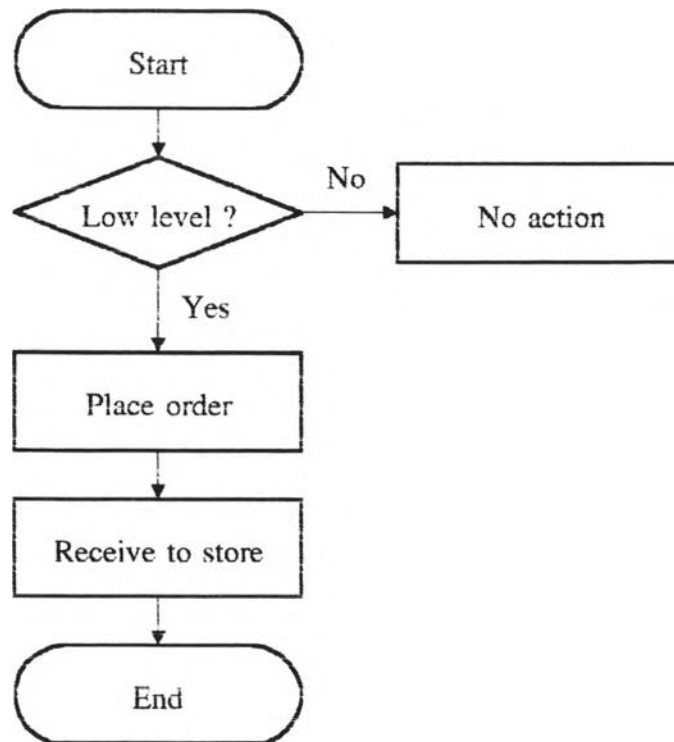 Start
Low level ?
No
No action
Yes
Place order
Receive to store
End